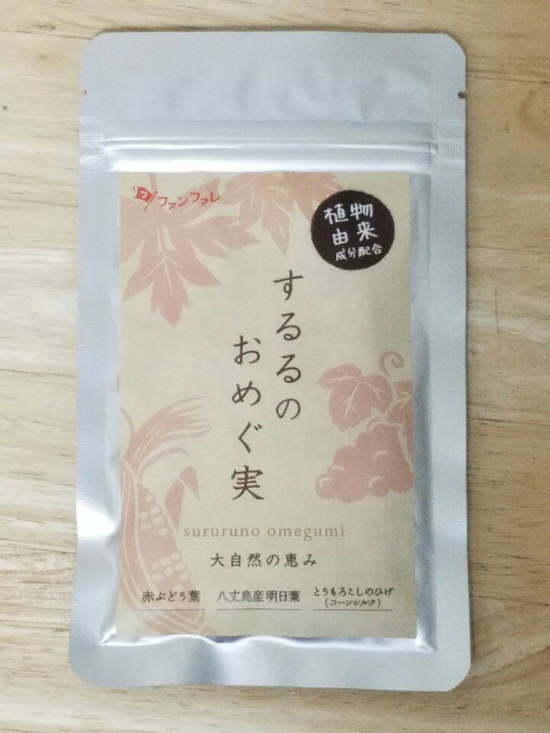 ファンファレ
植物
由来
成分配合
するるの
おめぐ実
sururuno omegumi
大自然の恵み
赤ぶどう葉 八丈島産明日葉 とうもろこしのひげ
(コーンシルク)